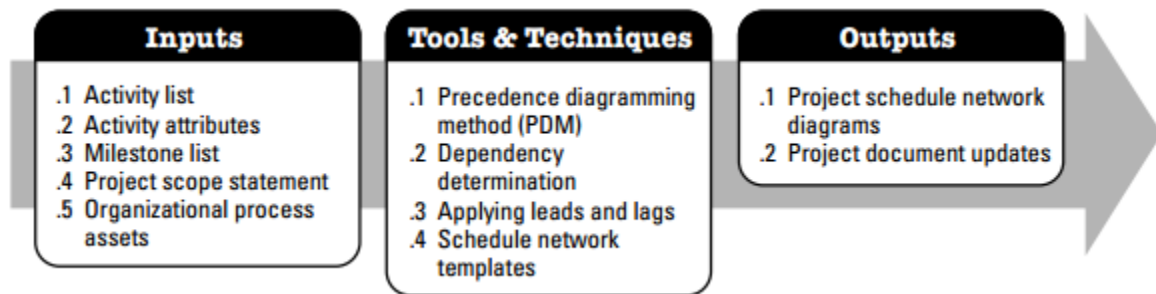 Inputs
.1 Activity list
.2 Activity attributes
.3 Milestone list
.4 Project scope statement
.5 Organizational process
assets
Tools & Techniques
.1 Precedence diagramming
method (PDM)
.2 Dependency
determination
.3 Applying leads and lags
.4 Schedule network
templates
Outputs
.1 Project schedule network
diagrams
.2 Project document updates